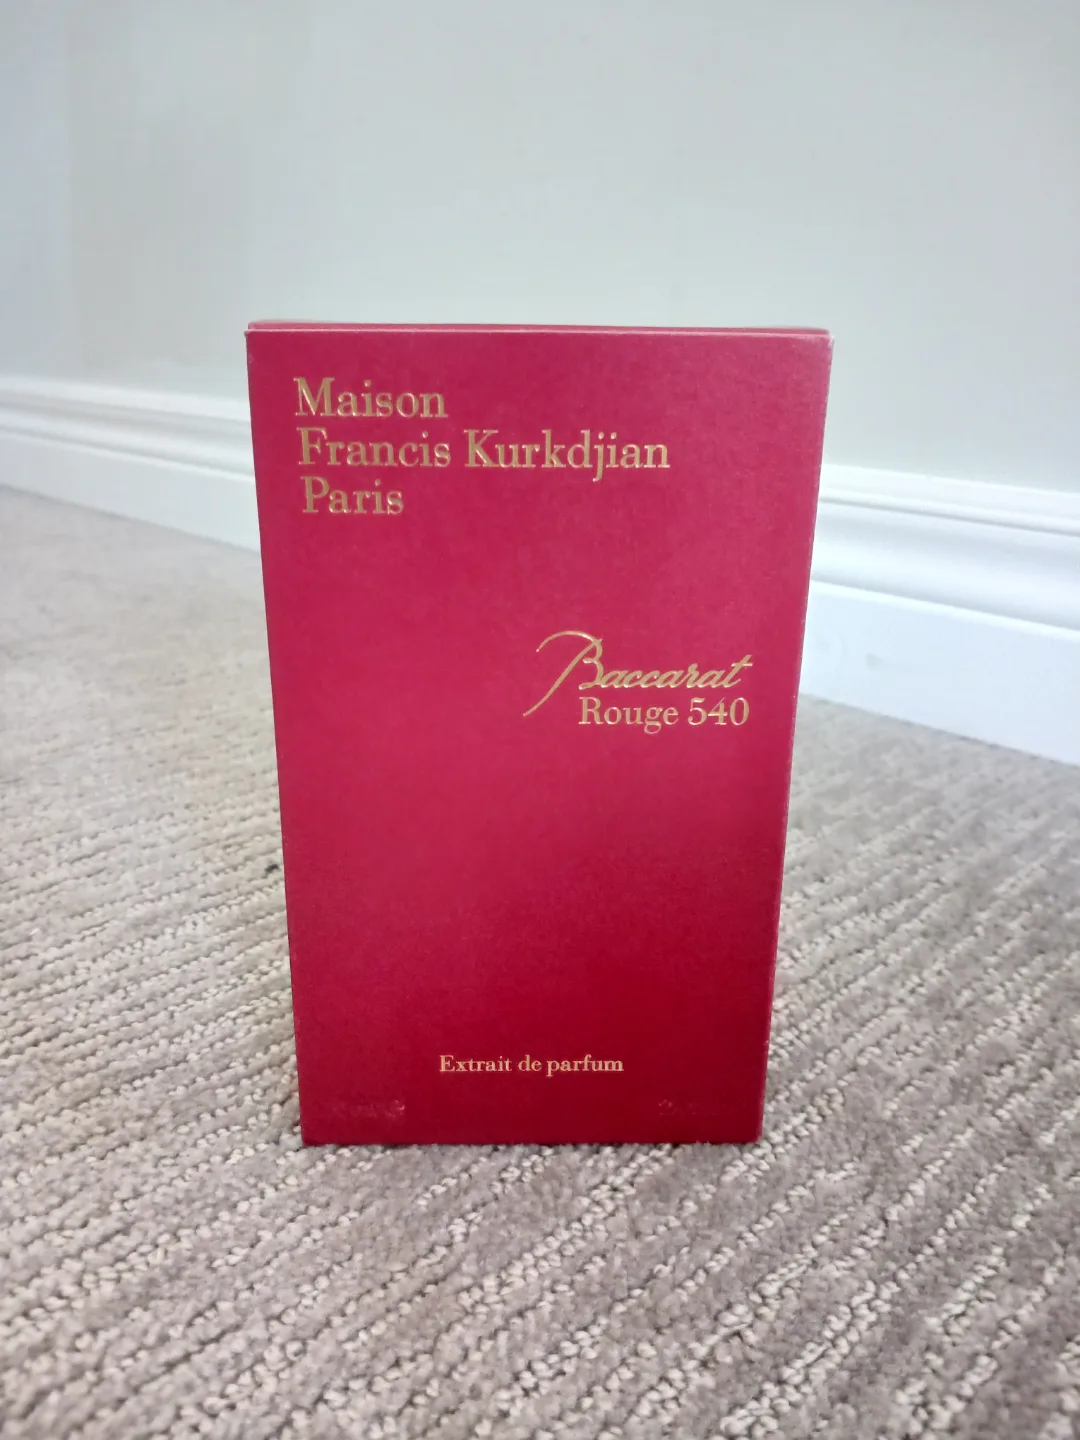 Maison
Francis Kurkdjian
Paris
Baccarat
Rouge 540
Extrait de parfum